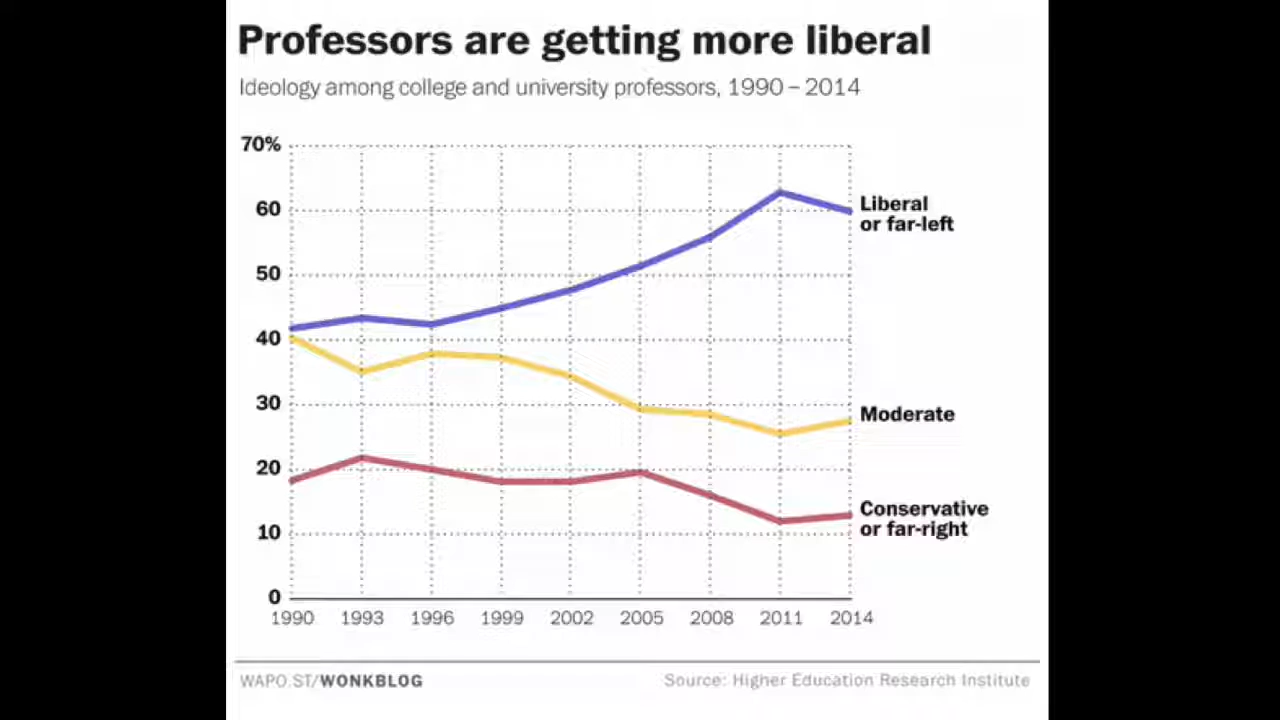 Professors are getting more liberal
Ideology among college and university professors, 1990 – 2014
70%
60
50
40
30
20
10
0
Liberal
or far-left
Moderate
Conservative
or far-right
1990 1993 1996 1999 2002 2005 2008 2011 2014
WAPO.ST/WONKBLOG
Source: Higher Education Research Institute